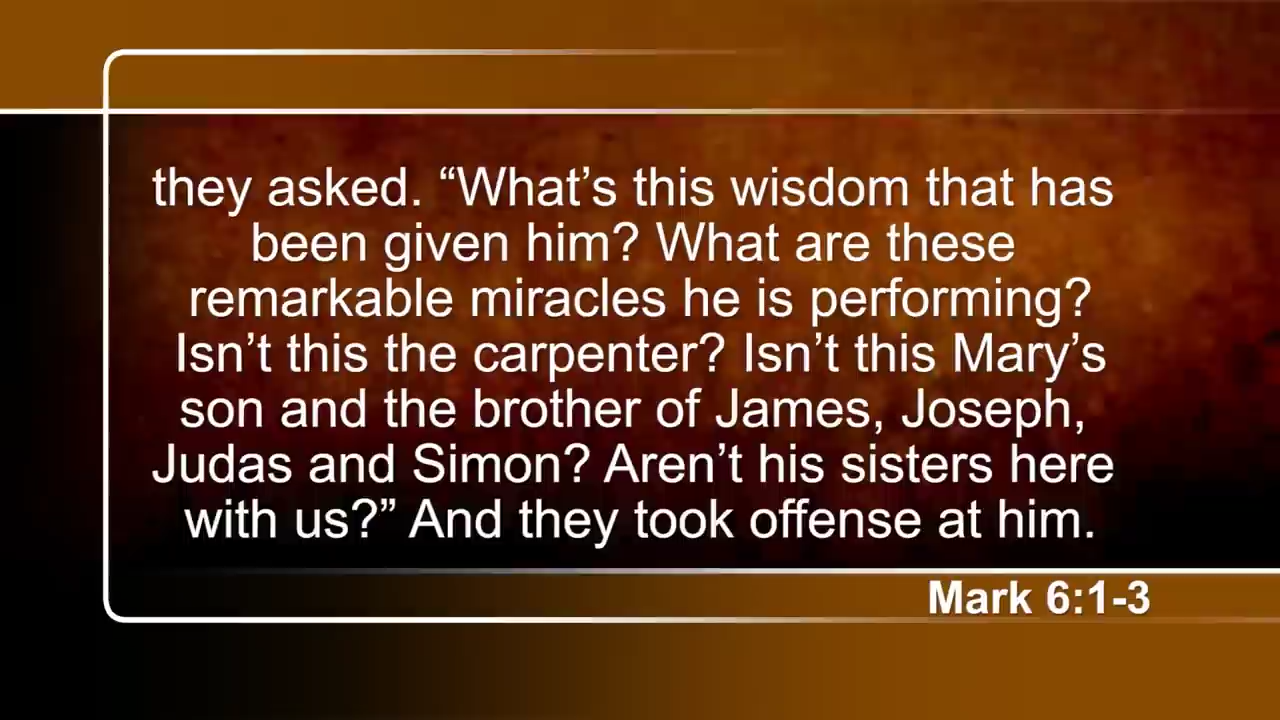 they asked. “What’s this wisdom that has
been given him? What are these
remarkable miracles he is performing?
Isn’t this the carpenter? Isn’t this Mary’s
son and the brother of James, Joseph,
Judas and Simon? Aren’t his sisters here
with us?” And they took offense at him.
Mark 6:1-3